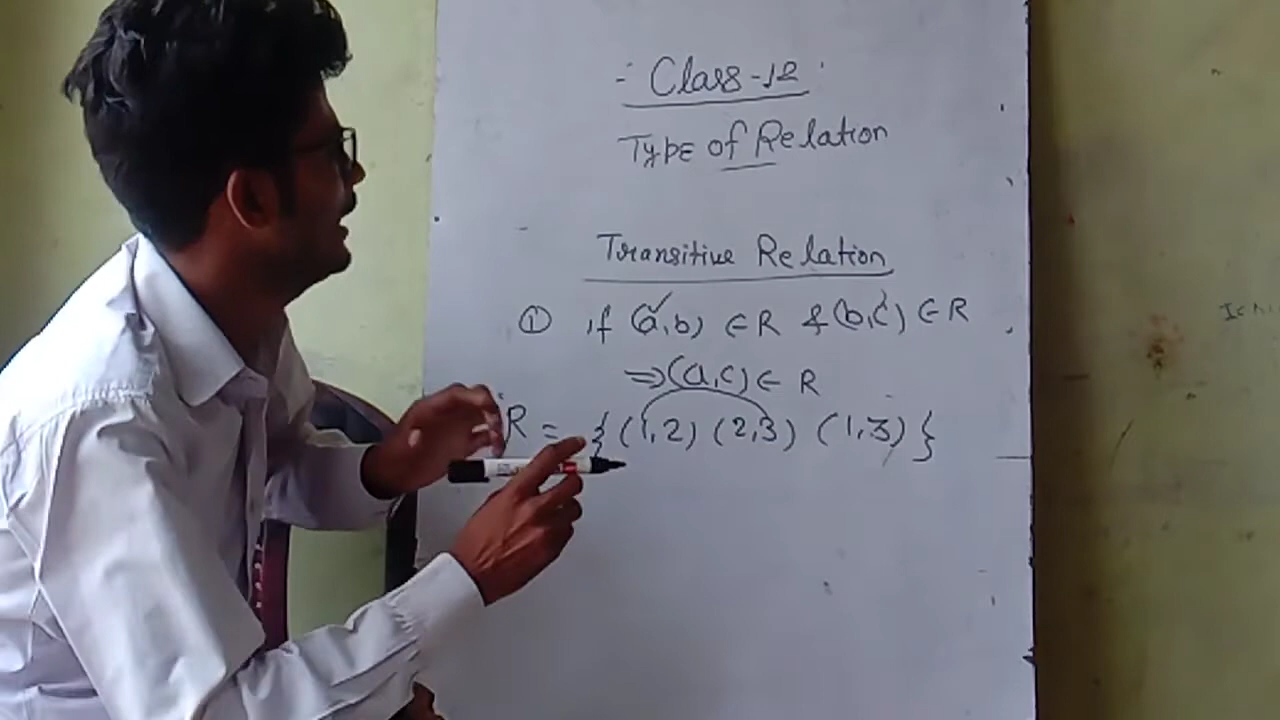 Class-12
Type of Relation
Transitive Relation
① if (a,b) ∈ R & (b,c) ∈ R
⇒(a,c) ∈ R
R = {(1,2) (2,3) (1,3)}